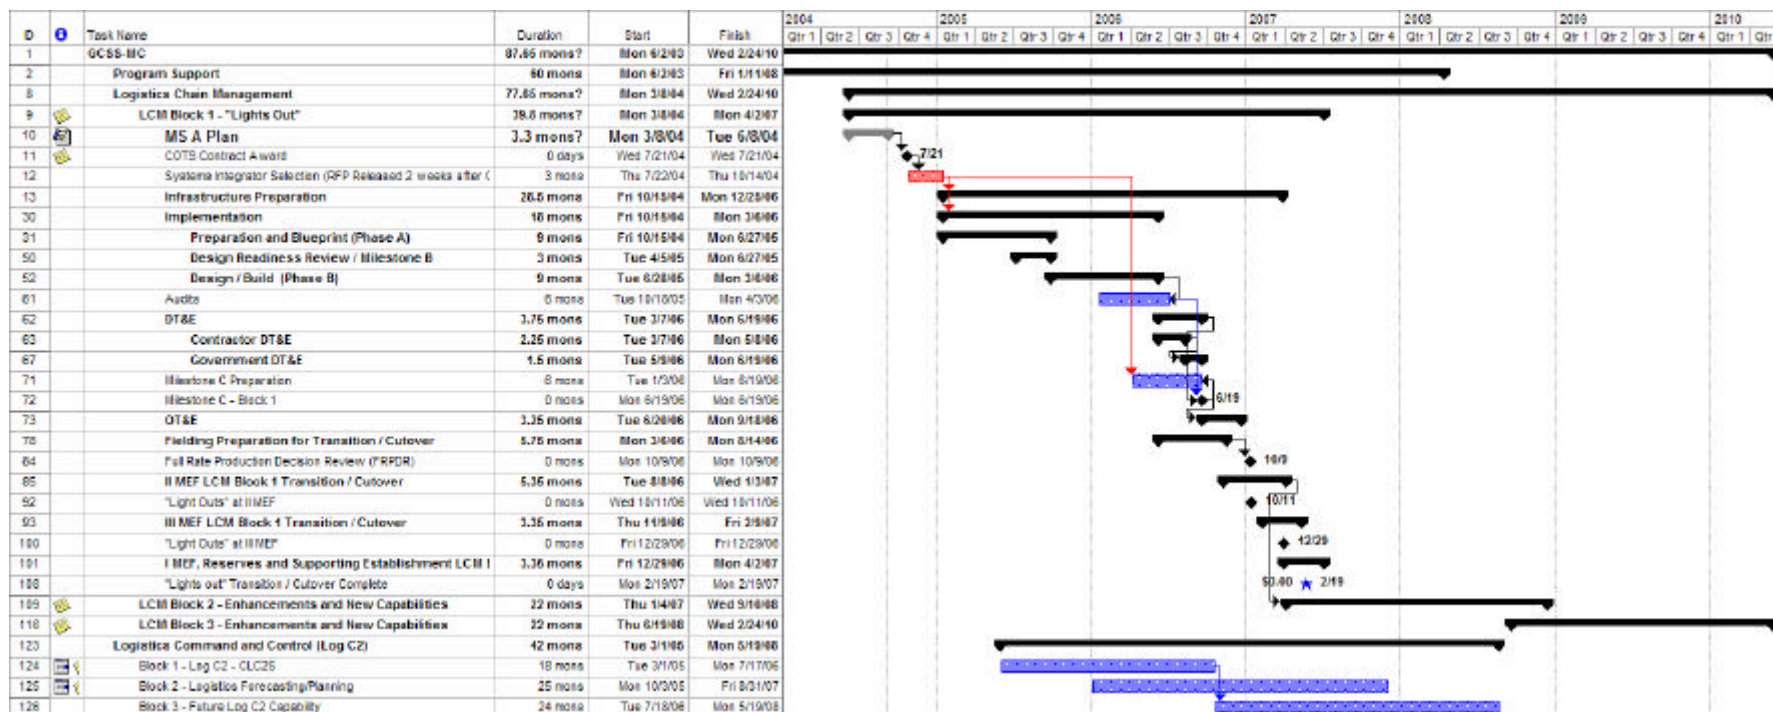 2004 2005 2006 2007 2008 2009 2010
ID Task Name Duration Start Finish Qtr 1 Qtr 2 Qtr 3 Qtr 4 Qtr 1 Qtr 2 Qtr 3 Qtr 4 Qtr 1 Qtr 2 Qtr 3 Qtr 4 Qtr 1 Qtr 2 Qtr 3 Qtr 4 Qtr 1 Qtr 2 Qtr 3 Qtr 4 Qtr 1 Qtr 2 Qtr 3 Qtr 4 Qtr 1 Qtr
1 GCSS-MC 87.65 mons? Mon 6/2/03 Wed 2/24/10
2 Program Support 60 mons Mon 6/2/03 Fri 1/11/08
8 Logistics Chain Management 77.65 mons? Mon 3/8/04 Wed 2/24/10
9 LCM Block 1 - "Lights Out" 39.8 mons? Mon 3/8/04 Mon 4/2/07
10 MS A Plan 3.3 mons? Mon 3/8/04 Tue 6/8/04
11 COTS Contract Award 0 days Wed 7/21/04 Wed 7/21/04 7/21
12 Systems Integrator Selection (RFP Released 2 weeks after 3 mons Thu 7/22/04 Thu 10/14/04
13 Infrastructure Preparation 28.5 mons Fri 10/15/04 Mon 12/25/06
30 Implementation 18 mons Fri 10/15/04 Mon 3/6/06
31 Preparation and Blueprint (Phase A) 9 mons Fri 10/15/04 Mon 6/27/05
50 Design Readiness Review / Milestone B 3 mons Tue 4/5/05 Mon 6/27/05
52 Design / Build (Phase B) 9 mons Tue 6/28/05 Mon 3/6/06
61 Audits 6 mons Tue 10/18/05 Mon 4/3/06
62 DT&E 3.75 mons Tue 3/7/06 Mon 6/19/06
63 Contractor DT&E 2.25 mons Tue 3/7/06 Mon 5/8/06
67 Government DT&E 1.5 mons Tue 5/9/06 Mon 6/19/06
71 Milestone C Preparation 6 mons Tue 1/3/06 Mon 6/19/06
72 Milestone C - Block 1 0 mons Mon 6/19/06 Mon 6/19/06 6/19
73 OT&E 3.25 mons Tue 6/20/06 Mon 9/18/06
78 Fielding Preparation for Transition / Cutover 5.75 mons Mon 3/6/06 Mon 8/14/06
84 Full Rate Production Decision Review (FRPDR) 0 mons Mon 10/9/06 Mon 10/9/06 10/9
85 II MEF LCM Block 1 Transition / Cutover 5.35 mons Tue 8/8/06 Wed 1/3/07
92 "Light Outs" at II MEF 0 mons Wed 10/11/06 Wed 10/11/06 10/11
93 III MEF LCM Block 1 Transition / Cutover 3.35 mons Thu 11/9/06 Fri 2/9/07
100 "Light Outs" at III MEF 0 mons Fri 12/29/06 Fri 12/29/06 12/29
101 I MEF, Reserves and Supporting Establishment LCM 3.35 mons Fri 12/29/06 Mon 4/2/07
108 "Lights out" Transition / Cutover Complete 0 days Mon 2/19/07 Mon 2/19/07 $0.00 2/19
109 LCM Block 2 - Enhancements and New Capabilities 22 mons Thu 1/4/07 Wed 9/10/08
118 LCM Block 3 - Enhancements and New Capabilities 22 mons Thu 6/19/08 Wed 2/24/10
123 Logistics Command and Control (Log C2) 42 mons Tue 3/1/05 Mon 5/19/08
124 Block 1 - Log C2 - CLC2S 18 mons Tue 3/1/05 Mon 7/17/06
125 Block 2 - Logistics Forecasting/Planning 25 mons Mon 10/3/05 Fri 8/31/07
126 Block 3 - Future Log C2 Capability 24 mons Tue 7/18/06 Mon 5/19/08